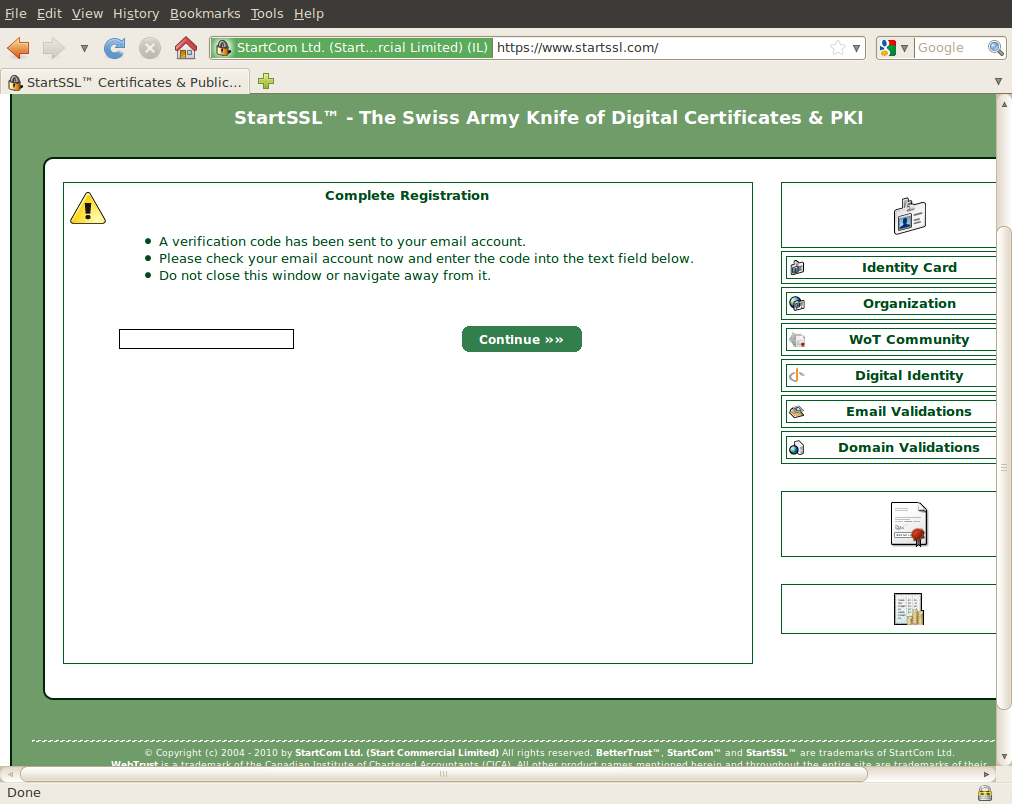 File Edit View History Bookmarks Tools Help
StartCom Ltd. (Start...rcial Limited) (IL) https://www.startssl.com/ Google
StartSSL™ Certificates & Public...
StartSSL™ - The Swiss Army Knife of Digital Certificates & PKI
Complete Registration
A verification code has been sent to your email account.
Please check your email account now and enter the code into the text field below.
Do not close this window or navigate away from it.
Continue »»
Identity Card
Organization
WoT Community
Digital Identity
Email Validations
Domain Validations
© Copyright (c) 2004 - 2010 by StartCom Ltd. (Start Commercial Limited) All rights reserved. BetterTrust™, StartCom™ and StartSSL™ are trademarks of StartCom Ltd.
WebTrust is a trademark of the Canadian Institute of Chartered Accountants (CICA). All other product names mentioned herein and throughout the entire site are trademarks of their
Done